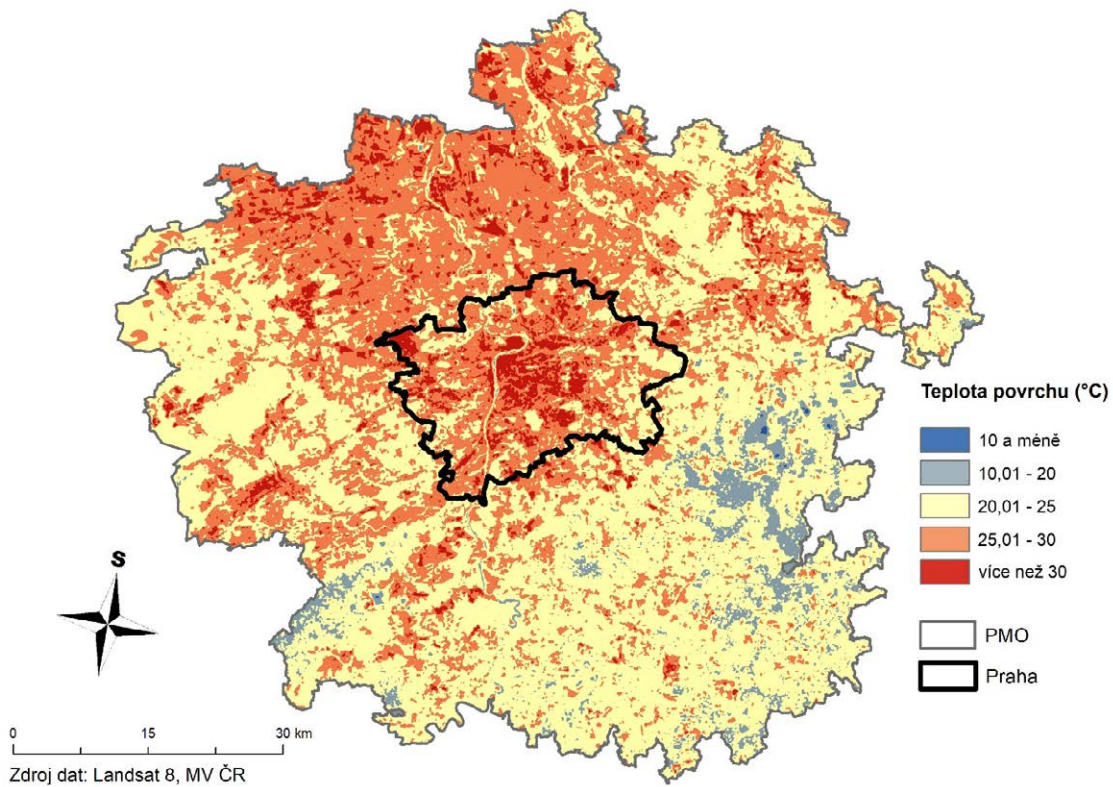 Teplota povrchu (°C)
10 a méně
10,01 - 20
20,01 - 25
25,01 - 30
více než 30
PMO
Praha
S
0 15 30 km
Zdroj dat: Landsat 8, MV ČR